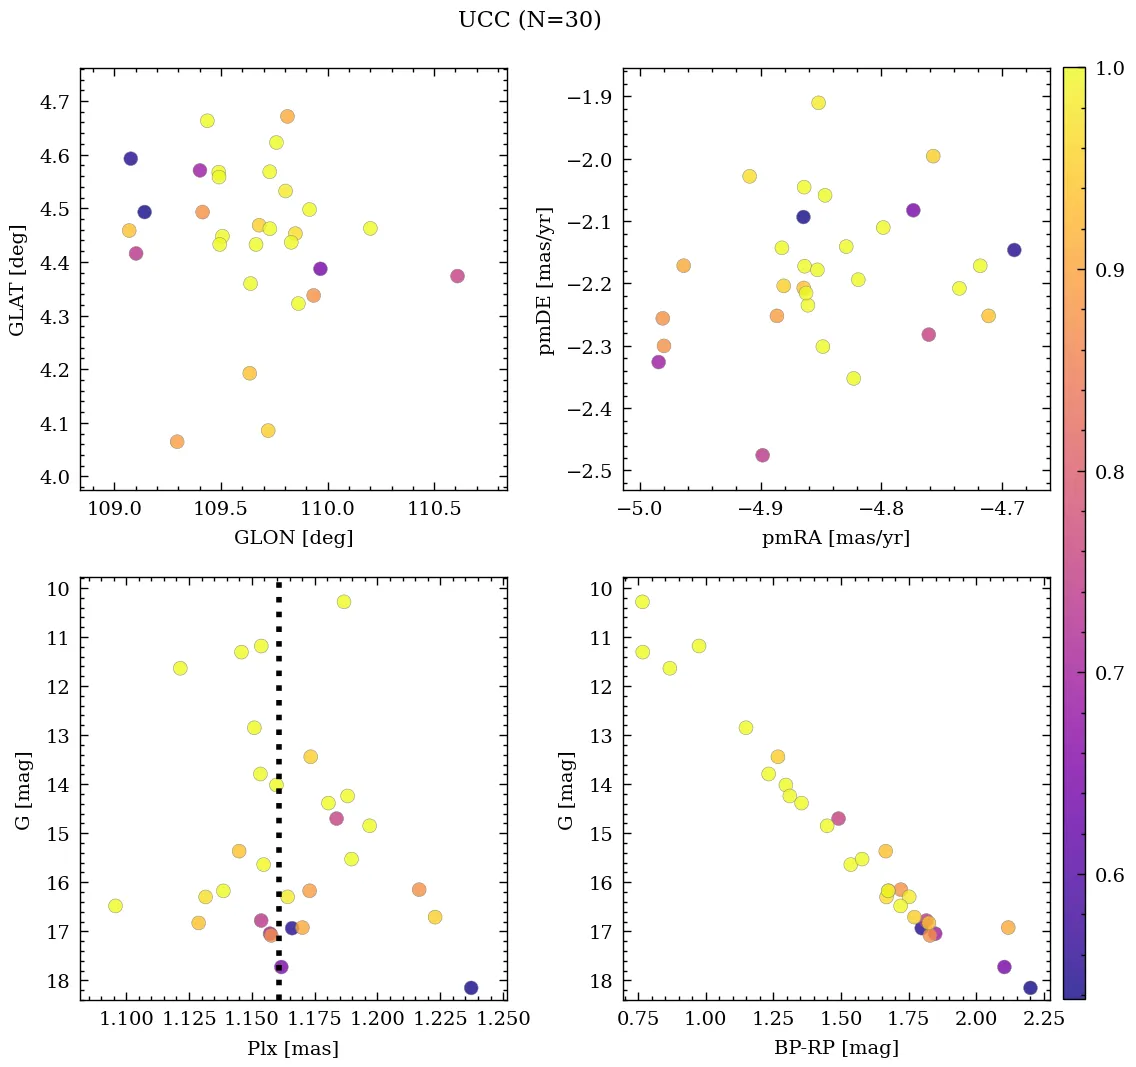 UCC (N=30)
4.7
4.6
4.5
4.4
4.3
4.2
4.1
4.0
GLAT [deg]
109.0 109.5 110.0 110.5
GLON [deg]
−1.9
−2.0
−2.1
−2.2
−2.3
−2.4
−2.5
pmDE [mas/yr]
−5.0 −4.9 −4.8 −4.7
pmRA [mas/yr]
10
11
12
13
14
15
16
17
18
G [mag]
1.100 1.125 1.150 1.175 1.200 1.225 1.250
Plx [mas]
10
11
12
13
14
15
16
17
18
G [mag]
0.75 1.00 1.25 1.50 1.75 2.00 2.25
BP-RP [mag]
1.0
0.9
0.8
0.7
0.6